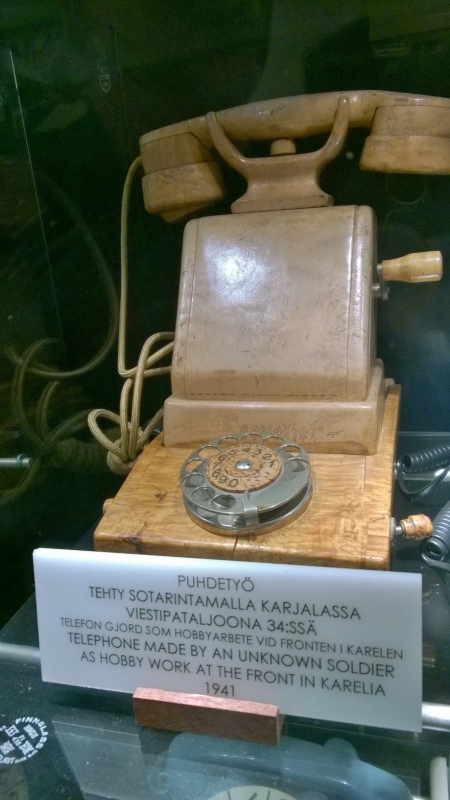 PUHDETYÖ
TEHTY SOTARINTAMALLA KARJALASSA
VIESTIPATALJOONA 34:SSÄ
TELEFON GJORD SOM HOBBYARBETE VID FRONTEN I KARELEN
TELEPHONE MADE BY AN UNKNOWN SOLDIER
AS HOBBY WORK AT THE FRONT IN KARELIA
1941